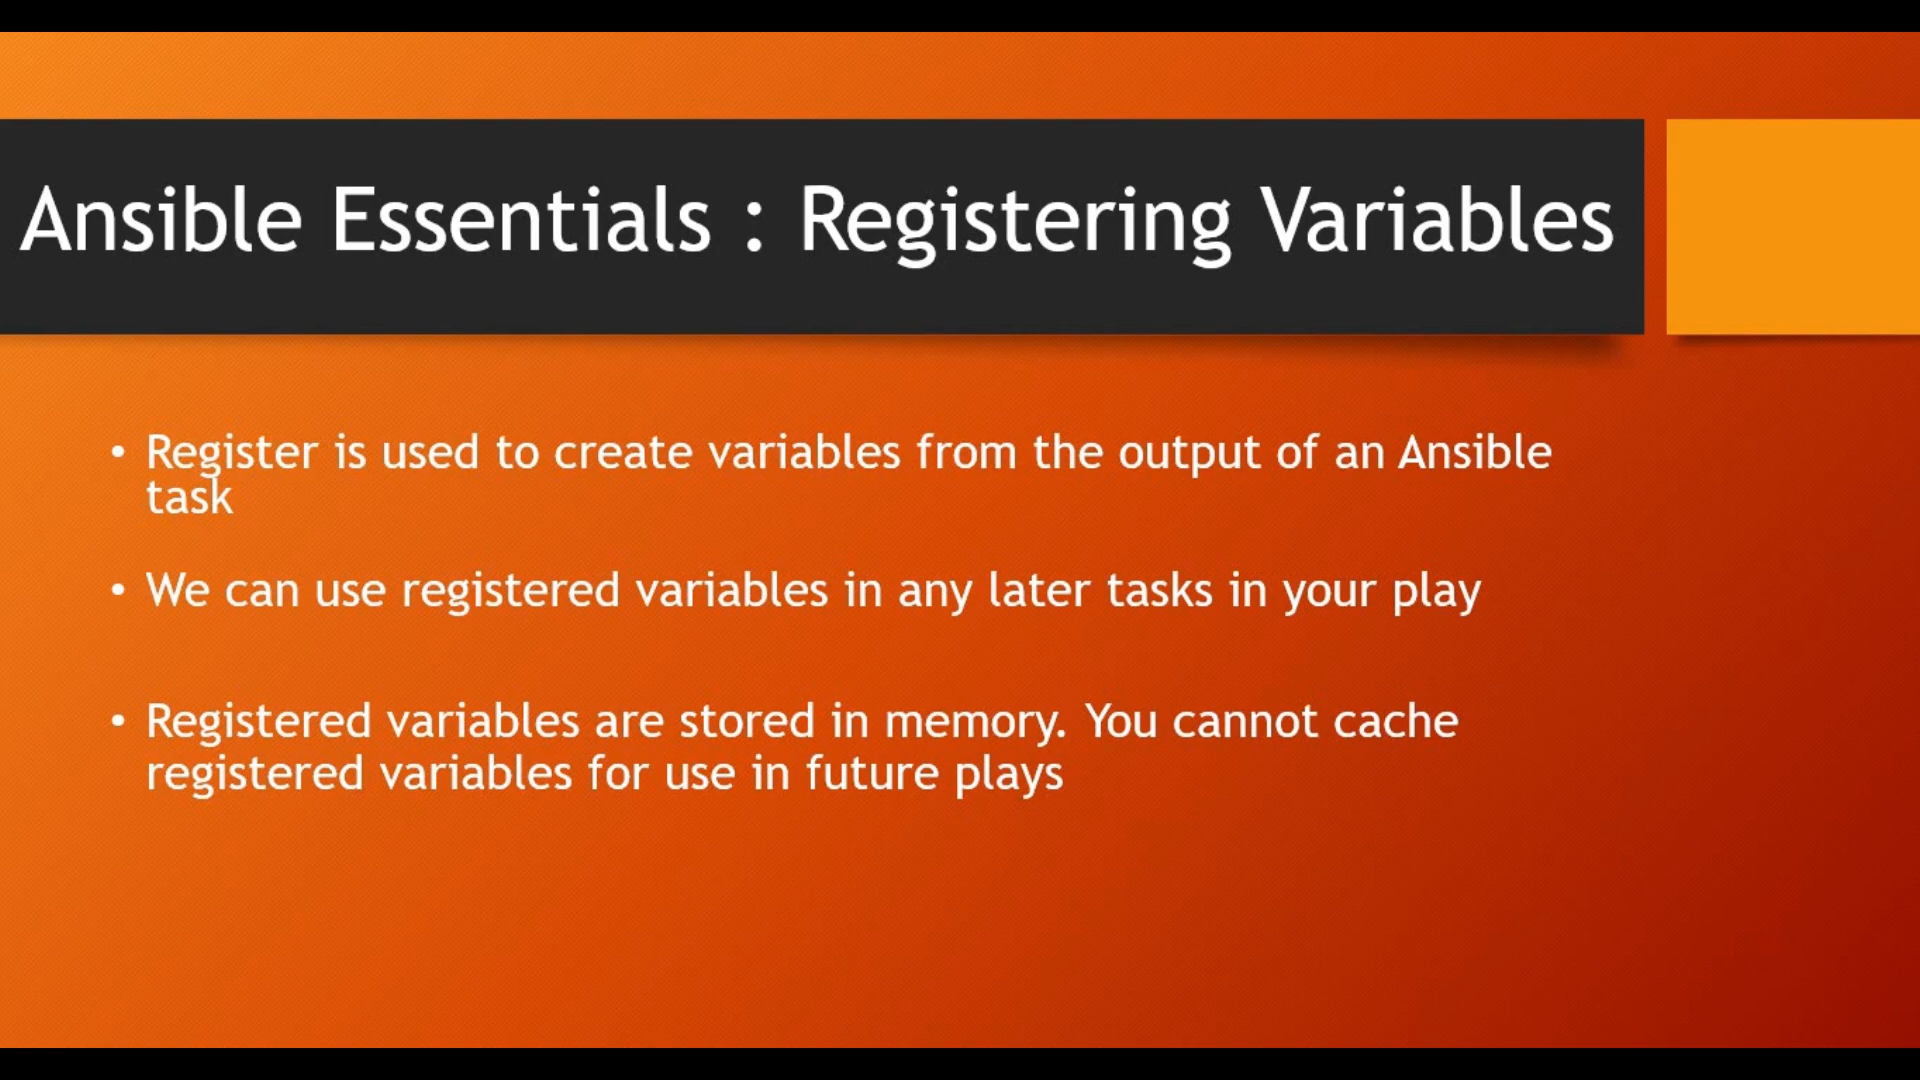 Ansible Essentials : Registering Variables
• Register is used to create variables from the output of an Ansible
task
• We can use registered variables in any later tasks in your play
• Registered variables are stored in memory. You cannot cache
registered variables for use in future plays